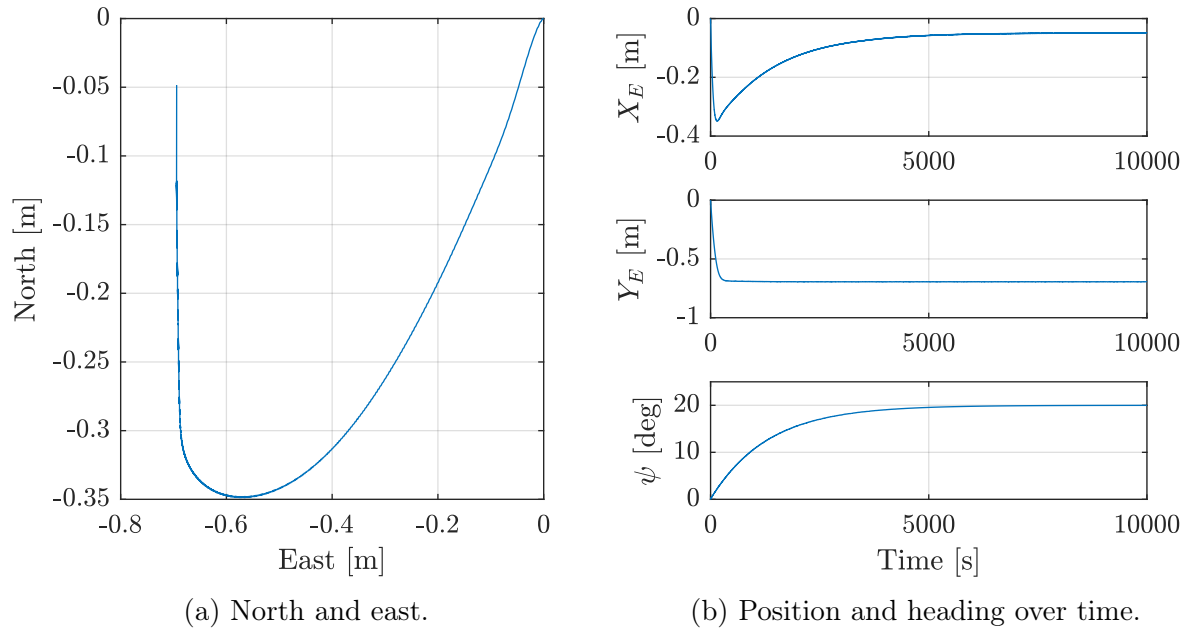 0
-0.05
-0.1
-0.15
-0.2
-0.25
-0.3
-0.35
North [m]
-0.8 -0.6 -0.4 -0.2 0
East [m]
(a) North and east.
0
-0.2
-0.4
X_E [m]
0 5000 10000
0
-0.5
-1
Y_E [m]
0 5000 10000
20
10
0
ψ [deg]
0 5000 10000
Time [s]
(b) Position and heading over time.